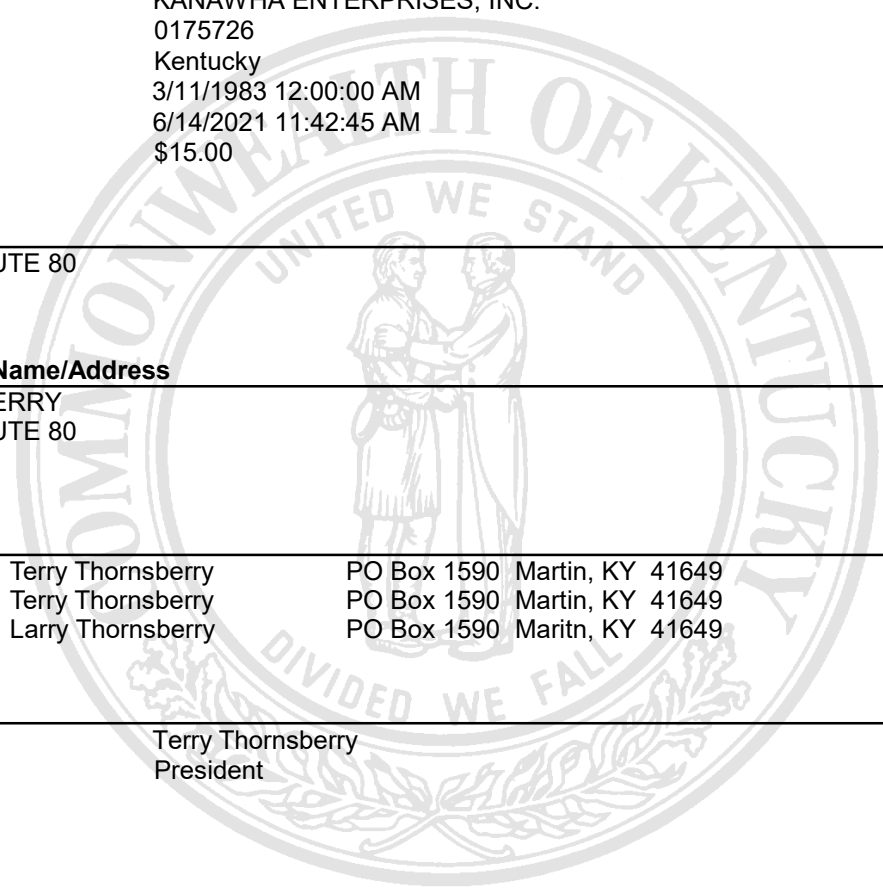 KANAWHA ENTERPRISES, INC.
0175726
Kentucky
3/11/1983 12:00:00 AM
6/14/2021 11:42:45 AM
$15.00
COMMONWEALTH OF KENTUCKY
UNITED WE STAND
UTE 80
Name/Address
ERRY
UTE 80
Terry Thornsberry PO Box 1590 Martin, KY 41649
Terry Thornsberry PO Box 1590 Martin, KY 41649
Larry Thornsberry PO Box 1590 Maritn, KY 41649
DIVIDED WE FALL
Terry Thornsberry
President